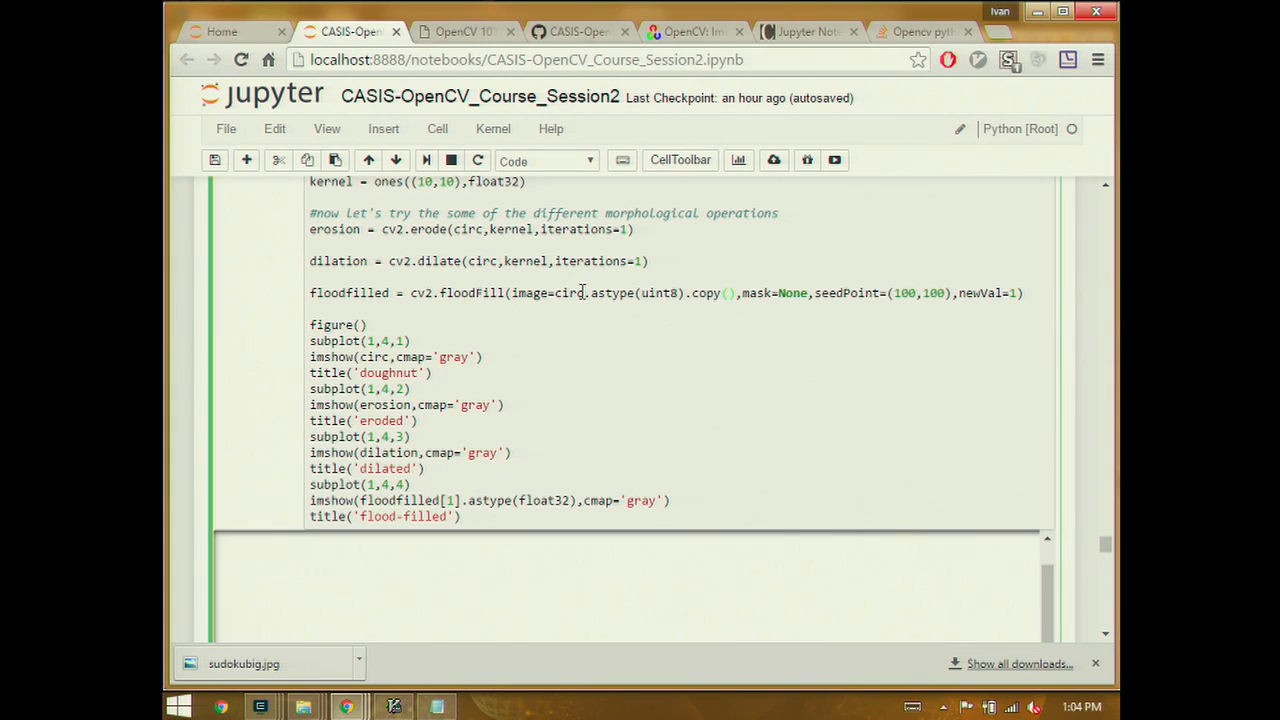 Ivan
Home
CASIS-Open
OpenCV 101
CASIS-Open
OpenCV: Im
Jupyter Note
Opencv pyth
localhost:8889/notebooks/CASIS-OpenCV_Course_Session2.ipynb
jupyter CASIS-OpenCV_Course_Session2 Last Checkpoint: an hour ago (autosaved)
File Edit View Insert Cell Kernel Help Python [Root]
Code CellToolbar
kernel = ones((10,10),float32)
#now let's try the some of the different morphological operations
erosion = cv2.erode(circ,kernel,iterations=1)
dilation = cv2.dilate(circ,kernel,iterations=1)
floodfilled = cv2.floodFill(image=circ.astype(uint8).copy(),mask=None,seedPoint=(100,100),newVal=1)
figure()
subplot(1,4,1)
imshow(circ,cmap='gray')
title('doughnut')
subplot(1,4,2)
imshow(erosion,cmap='gray')
title('eroded')
subplot(1,4,3)
imshow(dilation,cmap='gray')
title('dilated')
subplot(1,4,4)
imshow(floodfilled[1].astype(float32),cmap='gray')
title('flood-filled')
sudokubig.jpg
Show all downloads...
1:04 PM